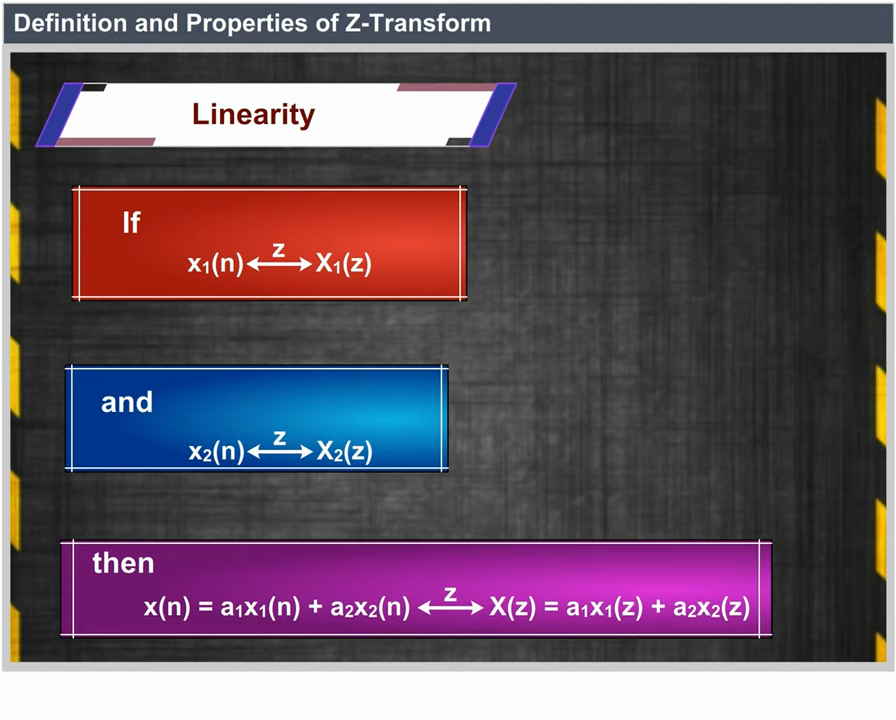 Definition and Properties of Z-Transform
Linearity
If
x₁(n) ⟷ᶻ X₁(z)
and
x₂(n) ⟷ᶻ X₂(z)
then
x(n) = a₁x₁(n) + a₂x₂(n) ⟷ᶻ X(z) = a₁x₁(z) + a₂x₂(z)